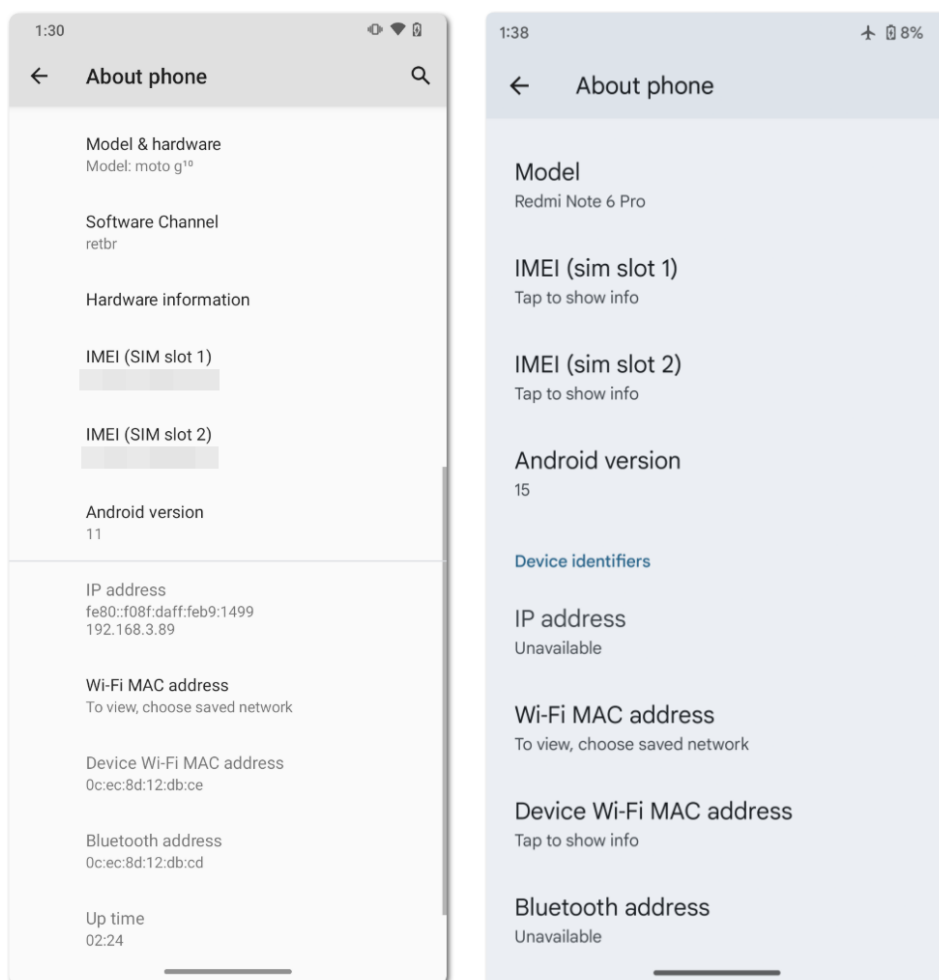 1:30
About phone
Model & hardware
Model: moto g¹⁰
Software Channel
retbr
Hardware information
IMEI (SIM slot 1)
IMEI (SIM slot 2)
Android version
11
IP address
fe80::f08f:daff:feb9:1499
192.168.3.89
Wi-Fi MAC address
To view, choose saved network
Device Wi-Fi MAC address
0c:ec:8d:12:db:ce
Bluetooth address
0c:ec:8d:12:db:cd
Up time
02:24
1:38
8%
About phone
Model
Redmi Note 6 Pro
IMEI (sim slot 1)
Tap to show info
IMEI (sim slot 2)
Tap to show info
Android version
15
Device identifiers
IP address
Unavailable
Wi-Fi MAC address
To view, choose saved network
Device Wi-Fi MAC address
Tap to show info
Bluetooth address
Unavailable